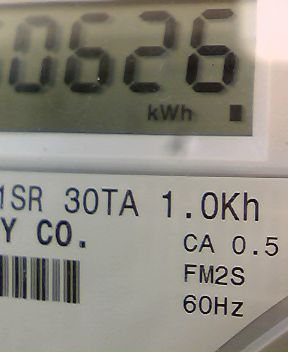 0626
kWh
1SR 30TA 1.0Kh
Y CO.
CA 0.5
FM2S
60Hz